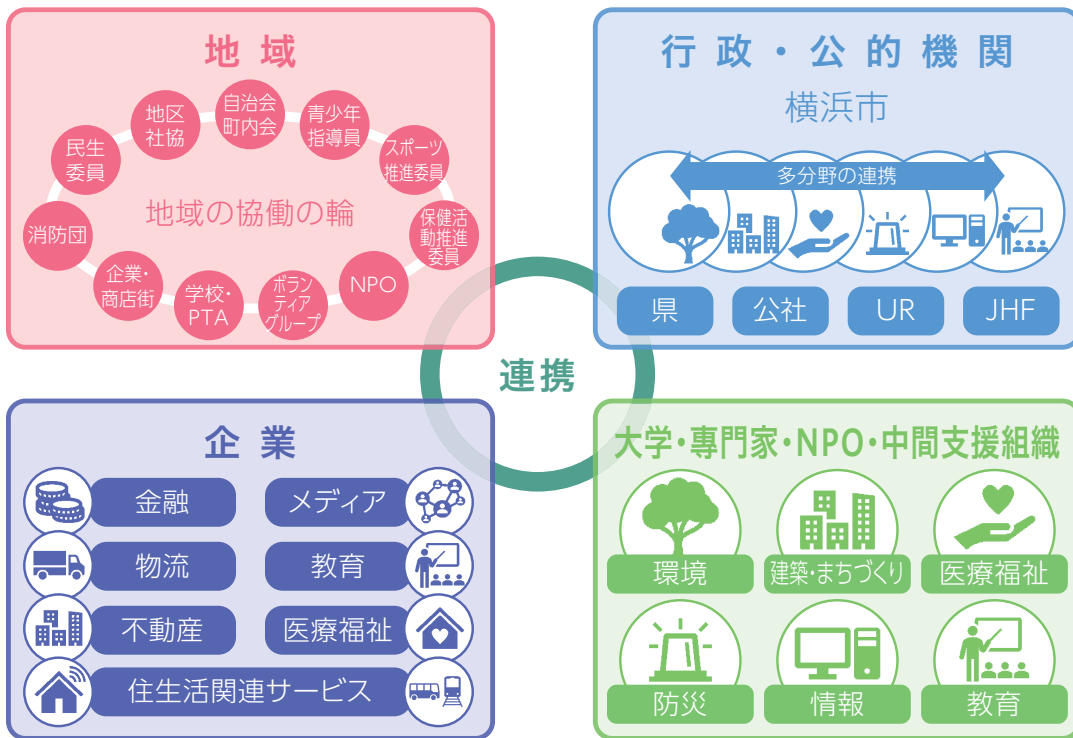 地域
自治会
町内会
青少年
指導員
スポーツ
推進委員
保健活
動推進
委員
NPO
ボラン
ティア
グループ
学校・
PTA
企業・
商店街
消防団
民生
委員
地区
社協
地域の協働の輪
行政・公的機関
横浜市
多分野の連携
県
公社
UR
JHF
連携
企業
金融
メディア
物流
教育
不動産
医療福祉
住生活関連サービス
大学・専門家・NPO・中間支援組織
環境
建築・まちづくり
医療福祉
防災
情報
教育